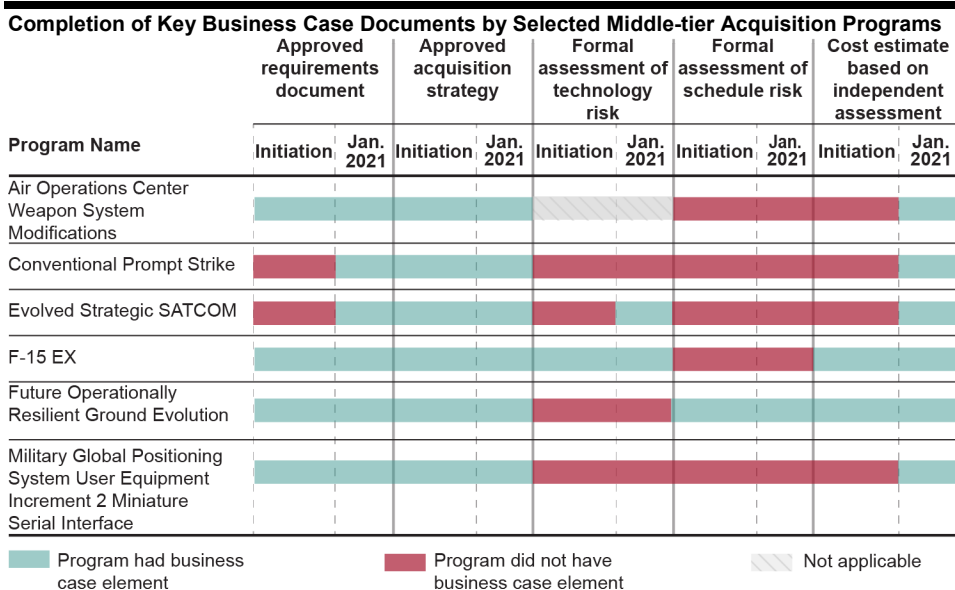 Completion of Key Business Case Documents by Selected Middle-tier Acquisition Programs
Approved requirements document
Approved acquisition strategy
Formal assessment of technology risk
Formal assessment of schedule risk
Cost estimate based on independent assessment
Program Name
Initiation
Jan. 2021
Initiation
Jan. 2021
Initiation
Jan. 2021
Initiation
Jan. 2021
Initiation
Jan. 2021
Air Operations Center
Weapon System
Modifications
Conventional Prompt Strike
Evolved Strategic SATCOM
F-15 EX
Future Operationally
Resilient Ground Evolution
Military Global Positioning
System User Equipment
Increment 2 Miniature
Serial Interface
Program had business
case element
Program did not have
business case element
Not applicable